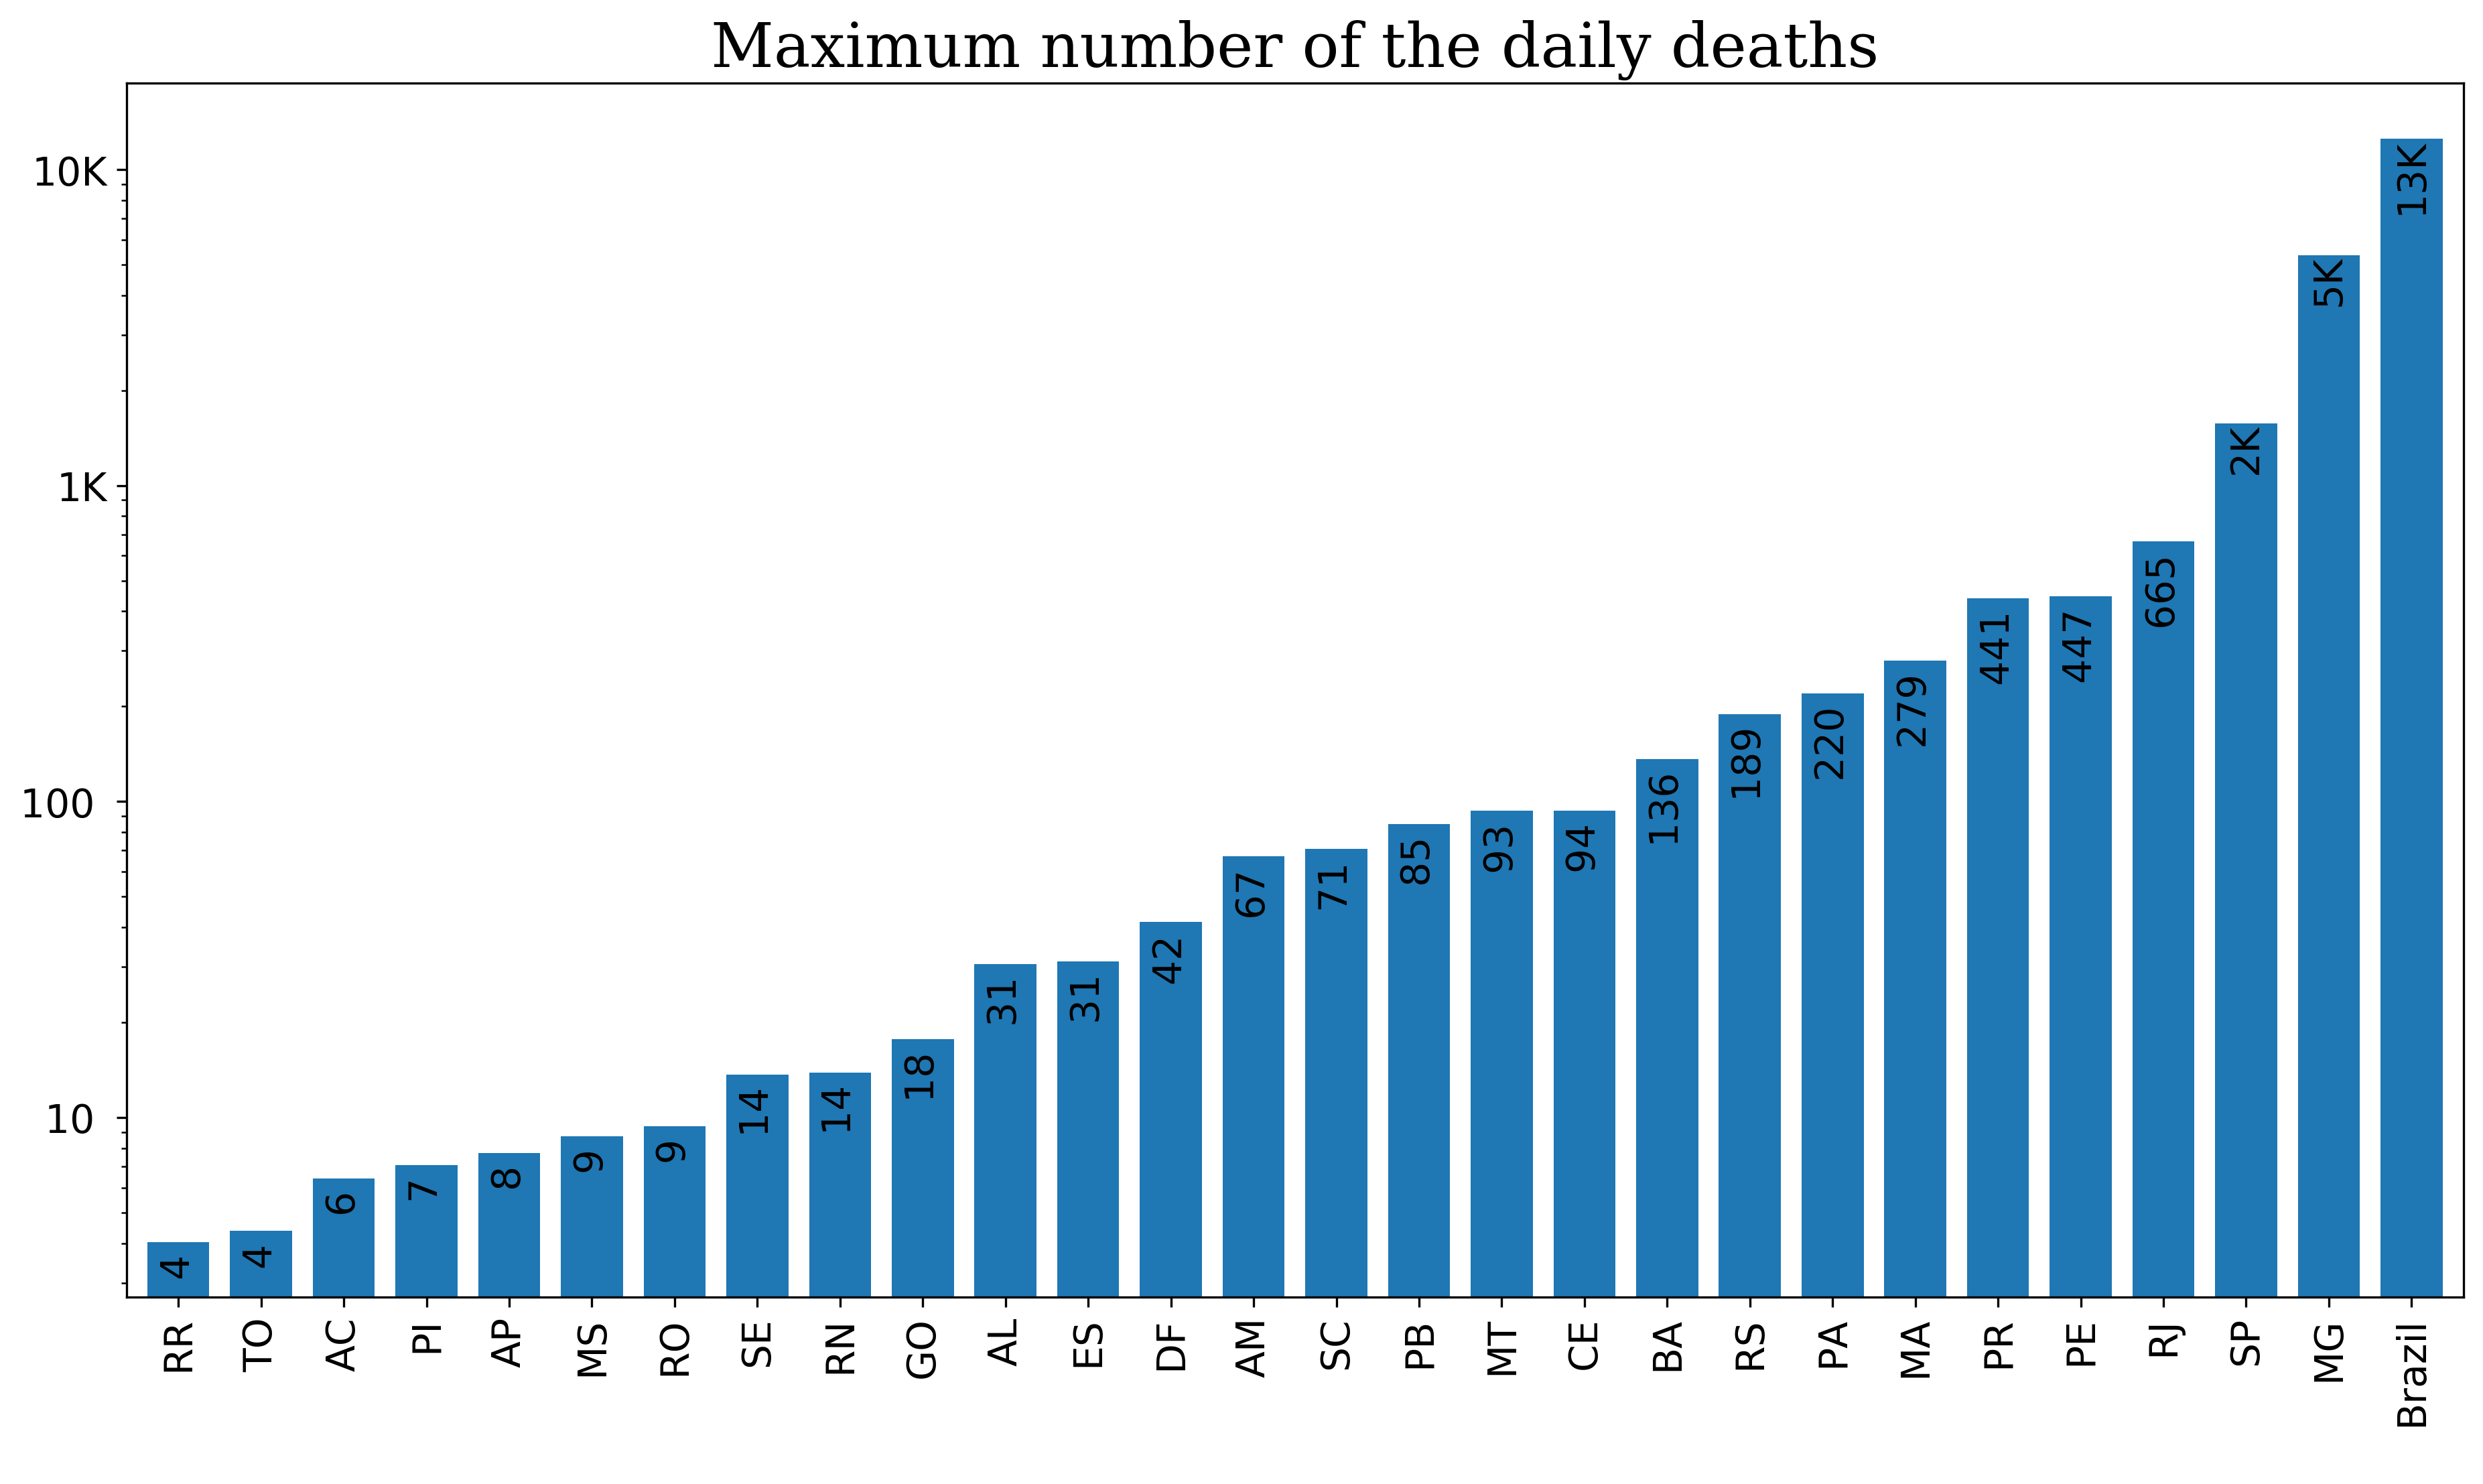 Maximum number of the daily deaths
10K
1K
100
10
4
4
6
7
8
9
9
14
14
18
31
31
42
67
71
85
93
94
136
189
220
279
441
447
665
2K
5K
13K
RR
TO
AC
PI
AP
MS
RO
SE
RN
GO
AL
ES
DF
AM
SC
PB
MT
CE
BA
RS
PA
MA
PR
PE
RJ
SP
MG
Brazil